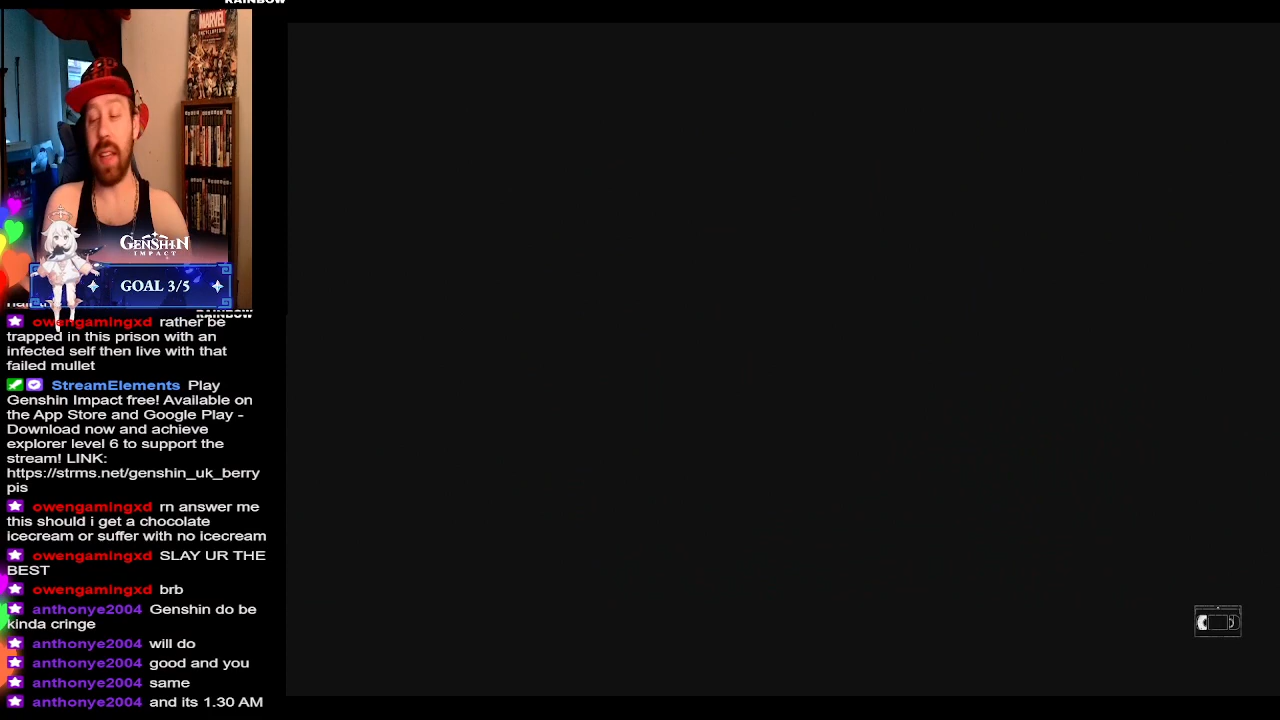 RAINBOW
MARVEL
ENCYCLOPEDIA
GENSHIN
IMPACT
GOAL 3/5
RAINBOW
owengamingxd rather be
trapped in this prison with an
infected self then live with that
failed mullet
StreamElements Play
Genshin Impact free! Available on
the App Store and Google Play -
Download now and achieve
explorer level 6 to support the
stream! LINK:
https://strms.net/genshin_uk_berry
pis
owengamingxd rn answer me
this should i get a chocolate
icecream or suffer with no icecream
owengamingxd SLAY UR THE
BEST
owengamingxd brb
anthonye2004 Genshin do be
kinda cringe
anthonye2004 will do
anthonye2004 good and you
anthonye2004 same
anthonye2004 and its 1.30 AM